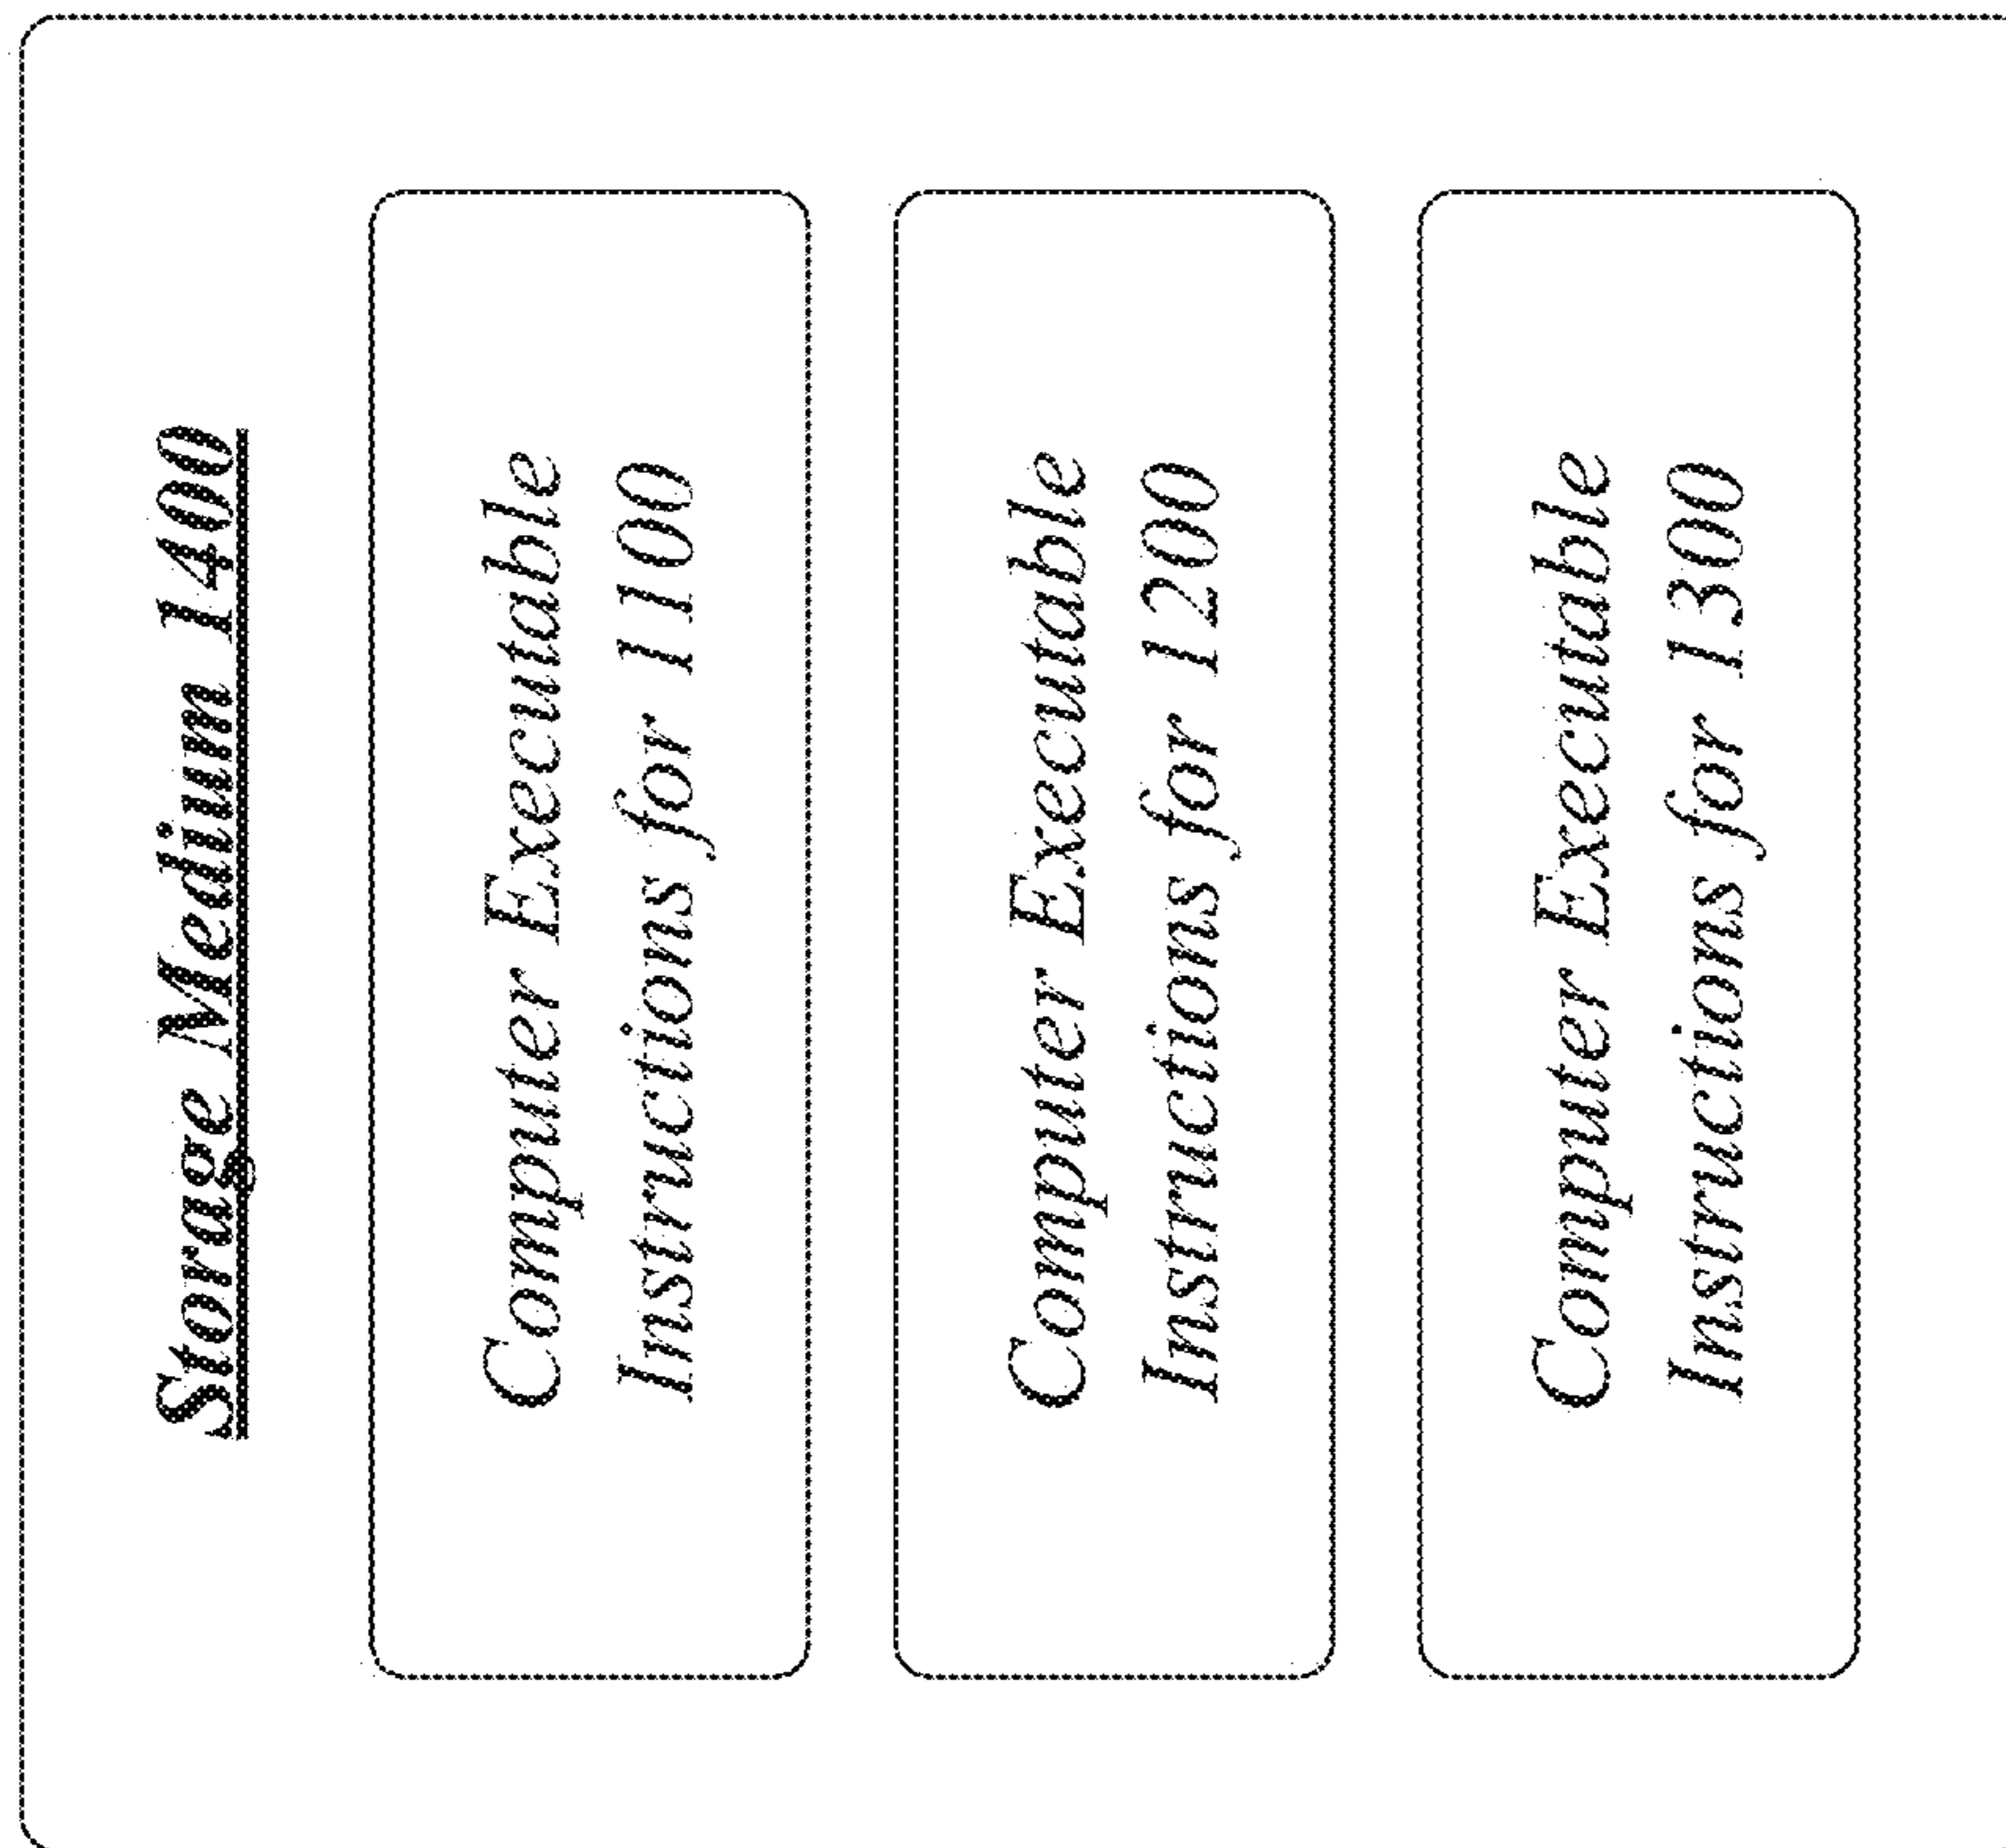 Storage Medium 1400
Computer Executable
Instructions for 1100
Computer Executable
Instructions for 1200
Computer Executable
Instructions for 1300